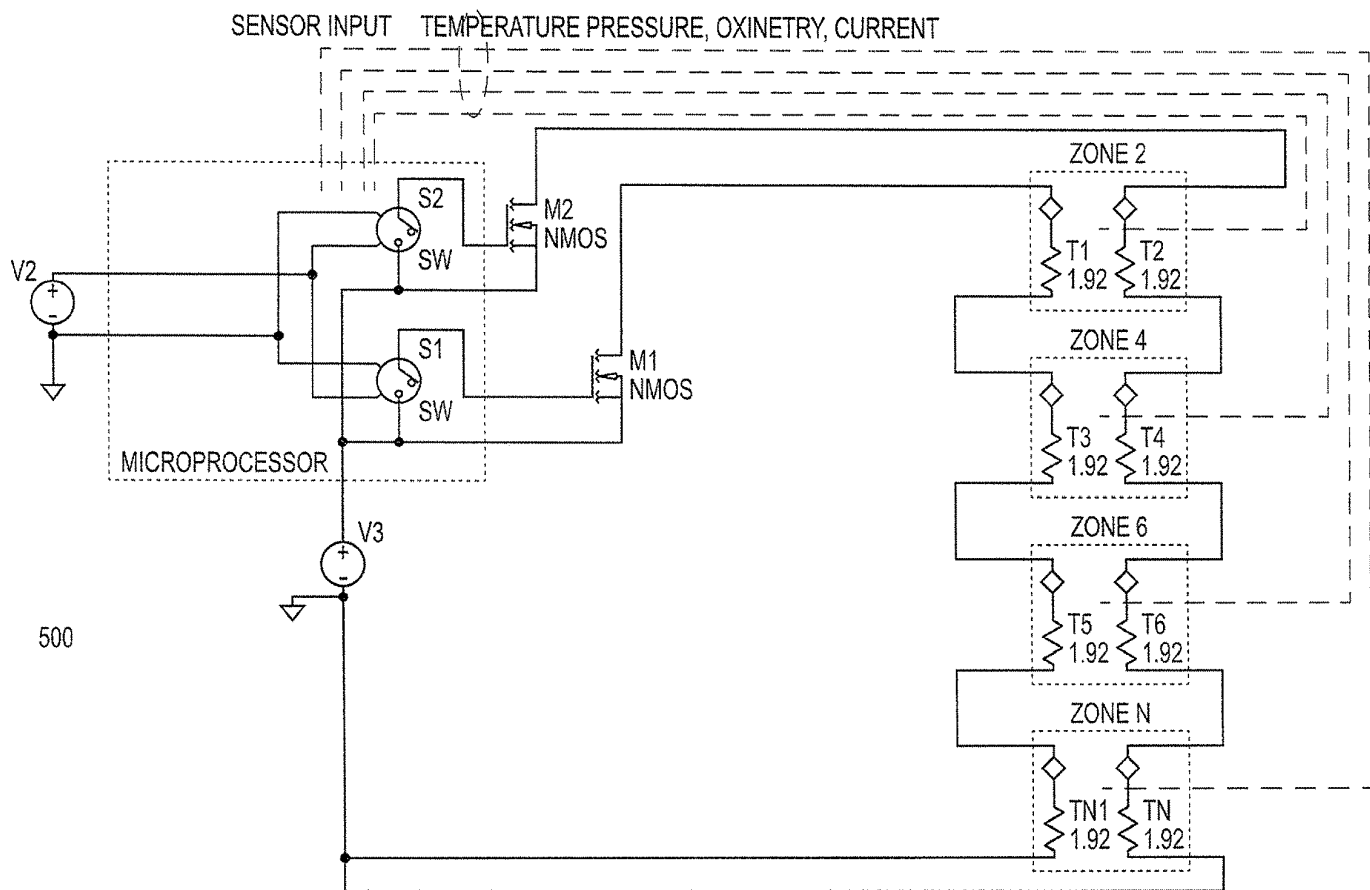 SENSOR INPUT TEMPERATURE PRESSURE, OXINETRY, CURRENT
ZONE 2
S2
M2
NMOS
SW
T1
1.92
T2
1.92
V2
+
-
ZONE 4
S1
M1
NMOS
SW
T3
1.92
T4
1.92
MICROPROCESSOR
ZONE 6
V3
+
-
T5
1.92
T6
1.92
500
ZONE N
TN1
1.92
TN
1.92